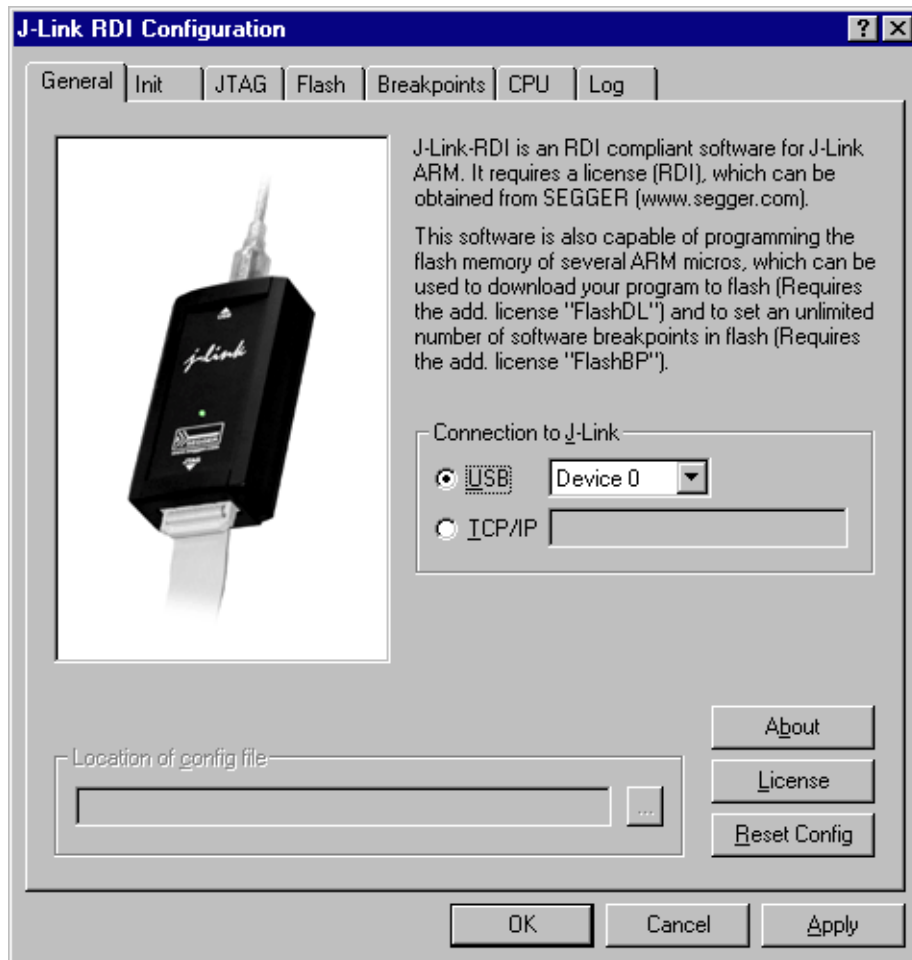 J-Link RDI Configuration
General Init JTAG Flash Breakpoints CPU Log
J-Link-RDI is an RDI compliant software for J-Link
ARM. It requires a license (RDI), which can be
obtained from SEGGER (www.segger.com).
This software is also capable of programming the
flash memory of several ARM micros, which can be
used to download your program to flash (Requires
the add. license "FlashDL") and to set an unlimited
number of software breakpoints in flash (Requires
the add. license "FlashBP").
j-link
SEGGER
Connection to J-Link
USB Device 0
TCP/IP
About
Location of config file
License
...
Reset Config
OK Cancel Apply